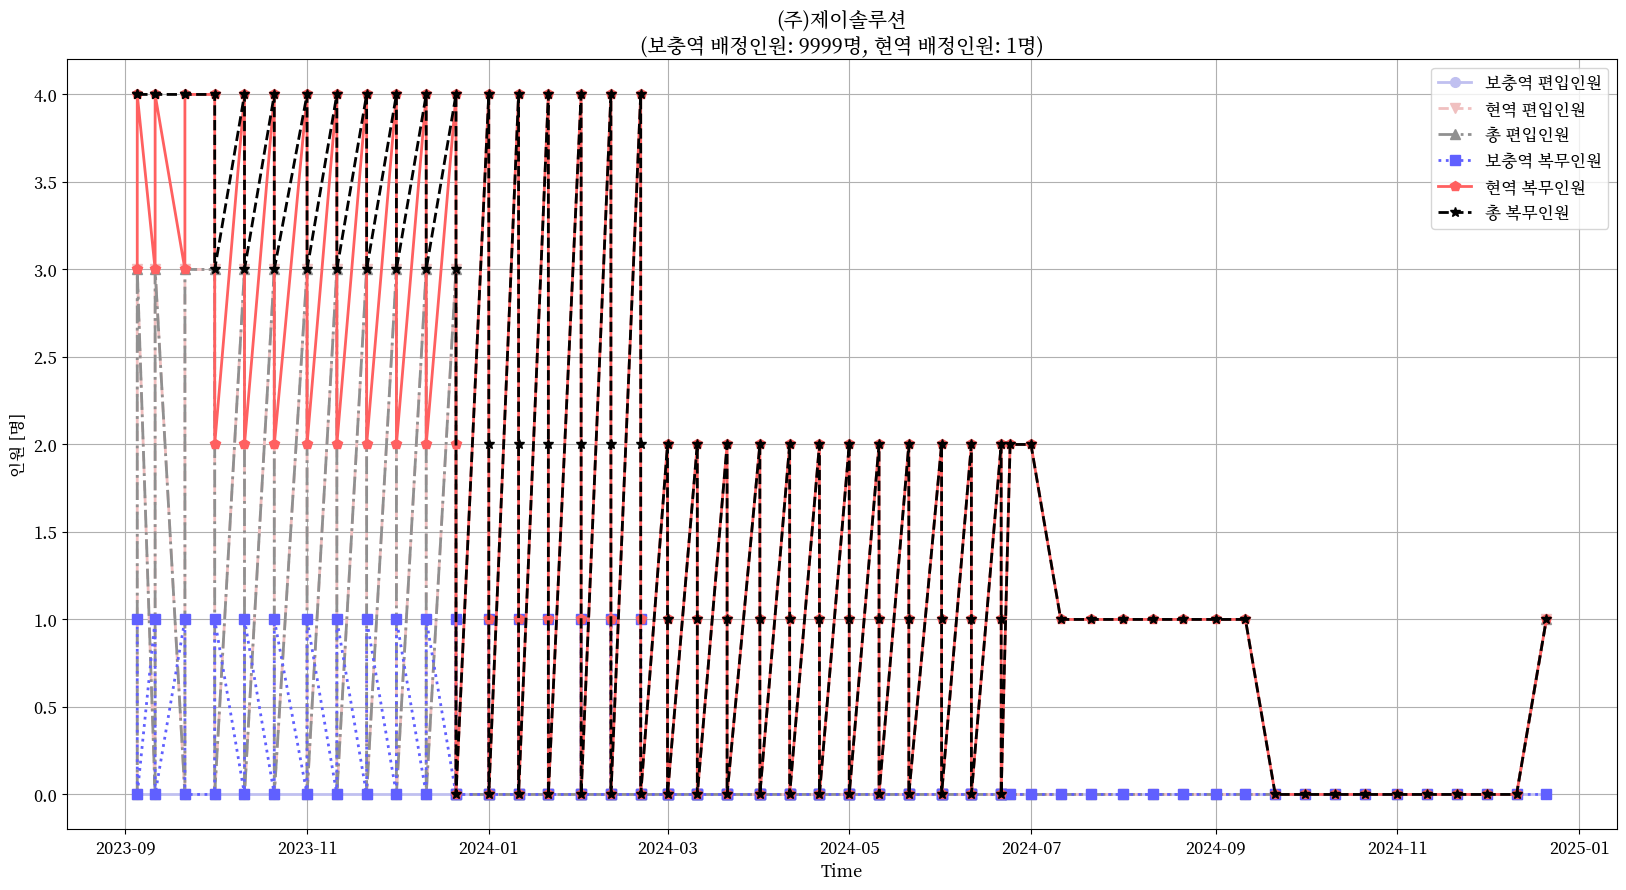 (주)제이솔루션
(보충역 배정인원: 9999명, 현역 배정인원: 1명)
보충역 편입인원
현역 편입인원
총 편입인원
보충역 복무인원
현역 복무인원
총 복무인원
인원 [명]
4.0
3.5
3.0
2.5
2.0
1.5
1.0
0.5
0.0
2023-09
2023-11
2024-01
2024-03
2024-05
2024-07
2024-09
2024-11
2025-01
Time